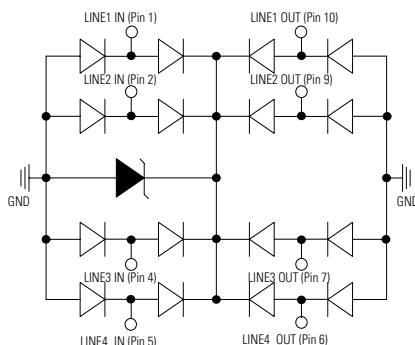 LINE1 IN (Pin 1) LINE1 OUT (Pin 10)
LINE2 IN (Pin 2) LINE2 OUT (Pin 9)
GND GND
LINE3 IN (Pin 4) LINE3 OUT (Pin 7)
LINE4 IN (Pin 5) LINE4 OUT (Pin 6)